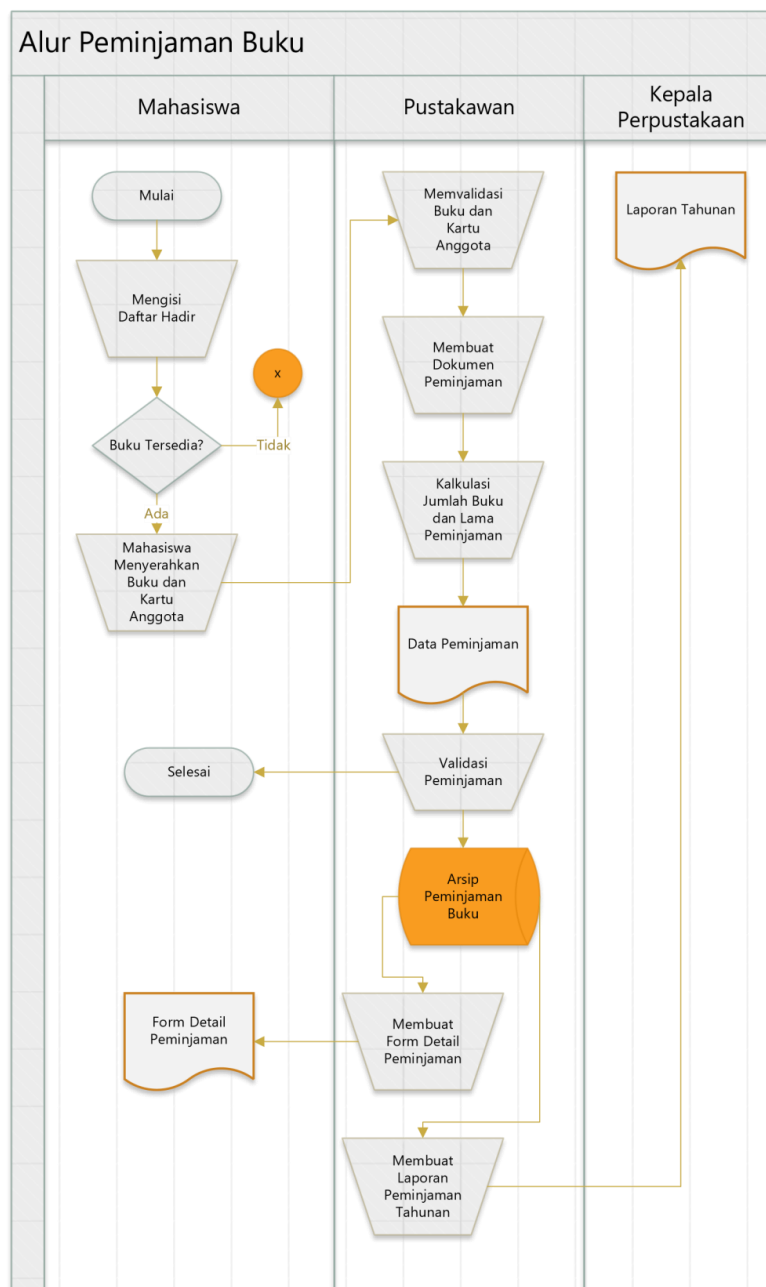 Alur Peminjaman Buku
Mahasiswa
Pustakawan
Kepala
Perpustakaan
Mulai
Mengisi
Daftar Hadir
x
Buku Tersedia?
Tidak
Ada
Mahasiswa
Menyerahkan
Buku dan
Kartu
Anggota
Memvalidasi
Buku dan
Kartu
Anggota
Membuat
Dokumen
Peminjaman
Kalkulasi
Jumlah Buku
dan Lama
Peminjaman
Data Peminjaman
Validasi
Peminjaman
Selesai
Arsip
Peminjaman
Buku
Membuat
Form Detail
Peminjaman
Form Detail
Peminjaman
Membuat
Laporan
Peminjaman
Tahunan
Laporan Tahunan